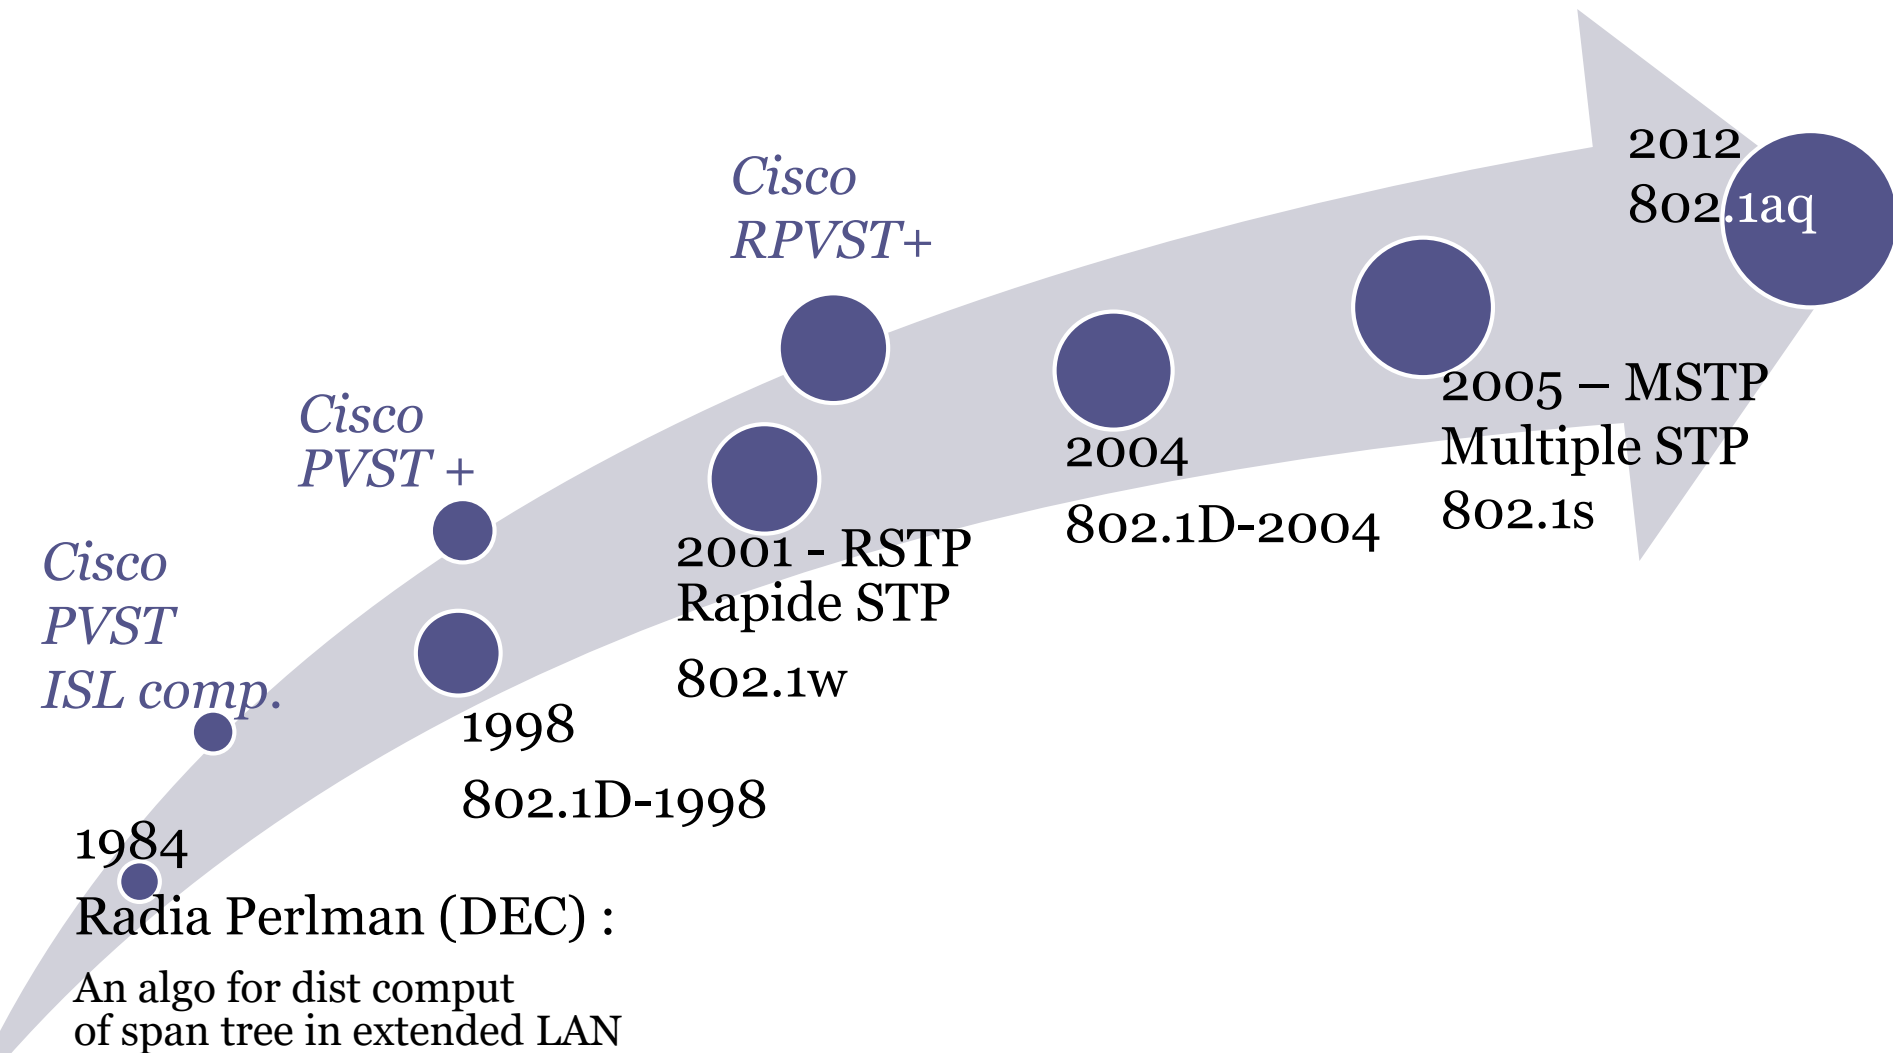 Cisco
PVST
ISL comp.
1984
Radia Perlman (DEC) :
An algo for dist comput
of span tree in extended LAN
Cisco
PVST +
1998
802.1D-1998
Cisco
RPVST+
2001 - RSTP
Rapide STP
802.1w
2004
802.1D-2004
2005 – MSTP
Multiple STP
802.1s
2012
802.1aq